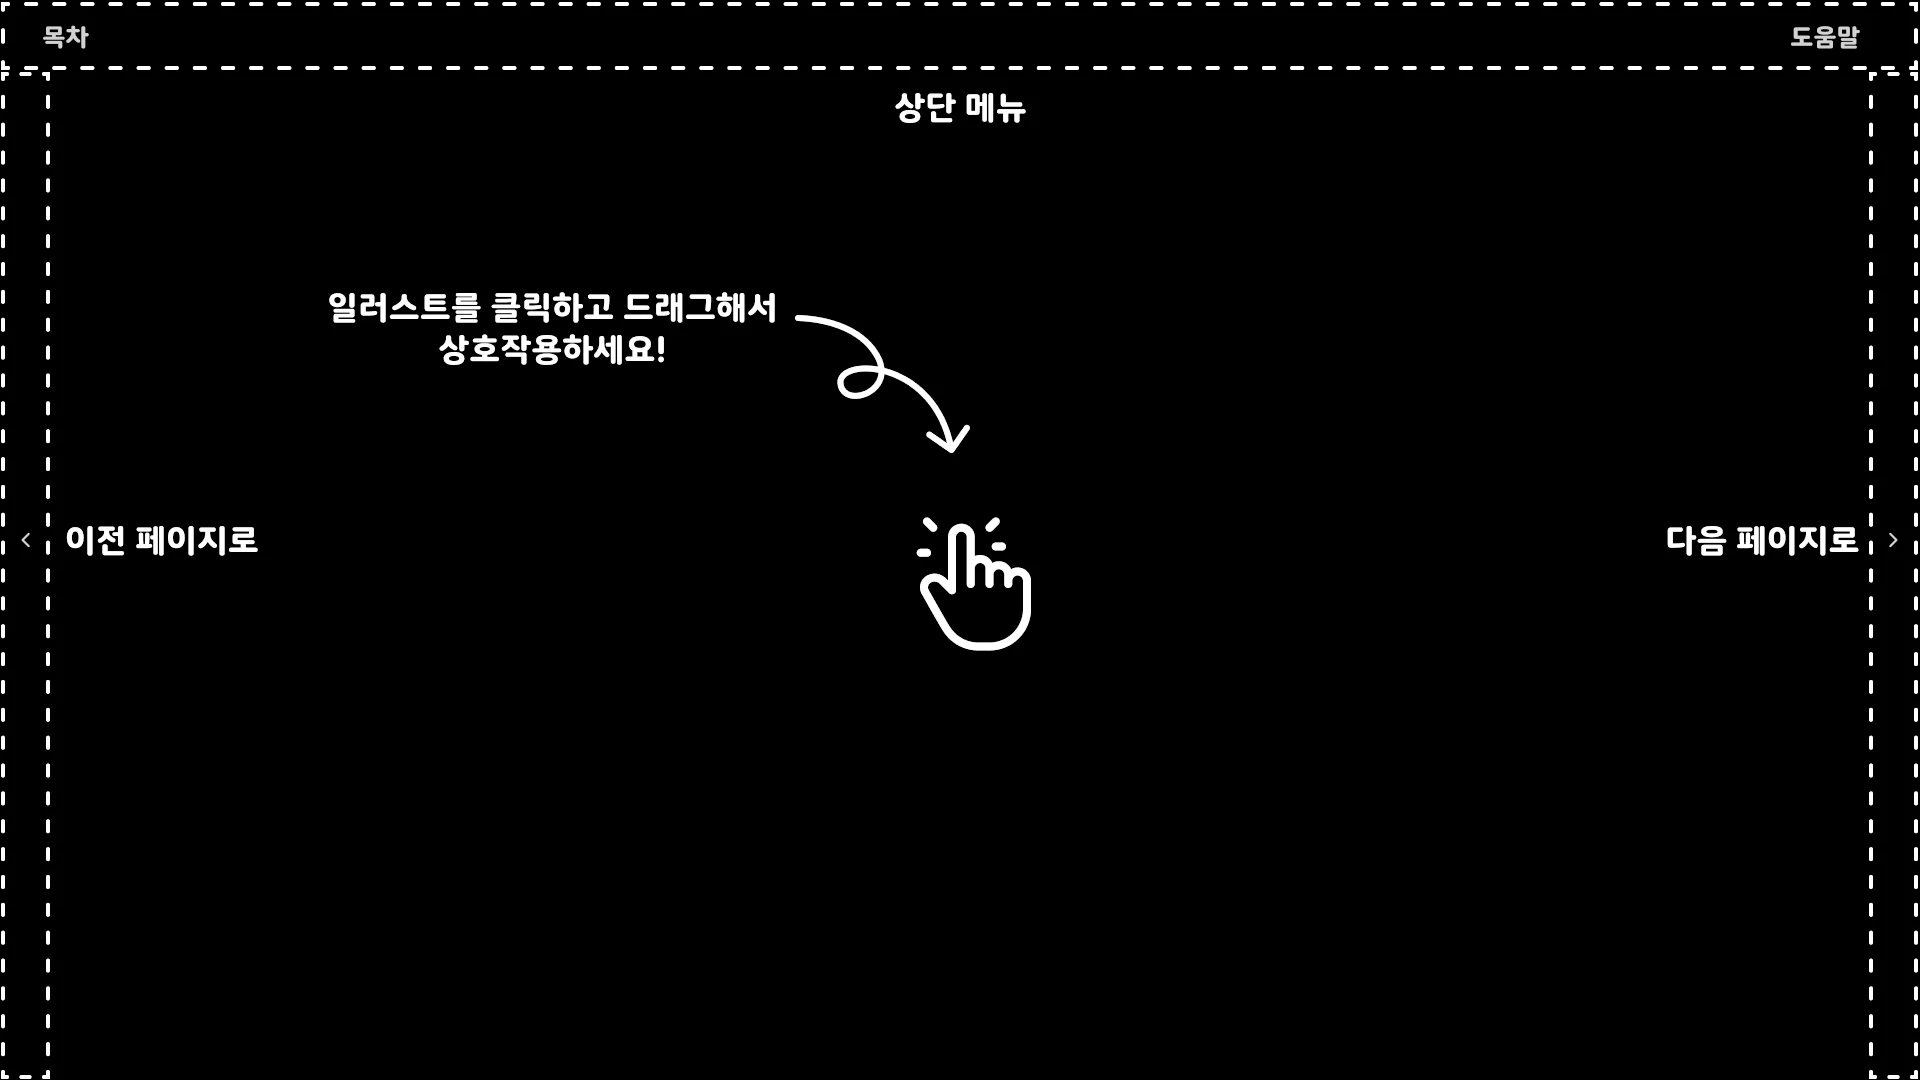 목차
도움말
상단 메뉴
일러스트를 클릭하고 드래그해서
상호작용하세요!
이전 페이지로
다음 페이지로